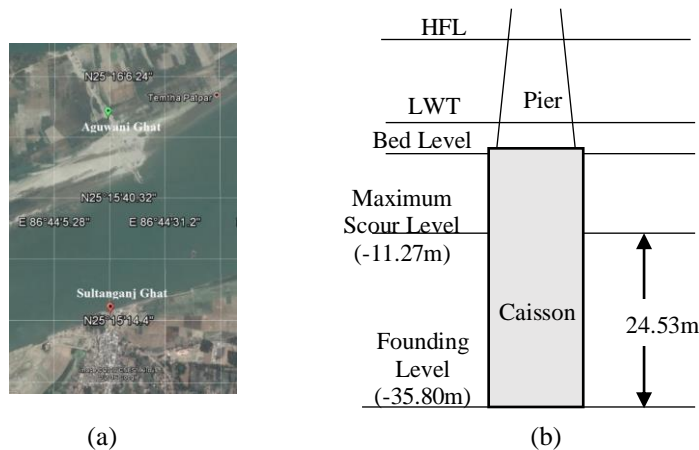 N25°16'6.24"
Temtha Palpar
Aguwani Ghat
N25°15'40.32"
E 86°44'5.28"
E 86°44'31.2"
Sultanganj Ghat
N25°15'14.4"
(a)
HFL
LWT
Pier
Bed Level
Maximum
Scour Level
(-11.27m)
Caisson
24.53m
Founding
Level
(-35.80m)
(b)